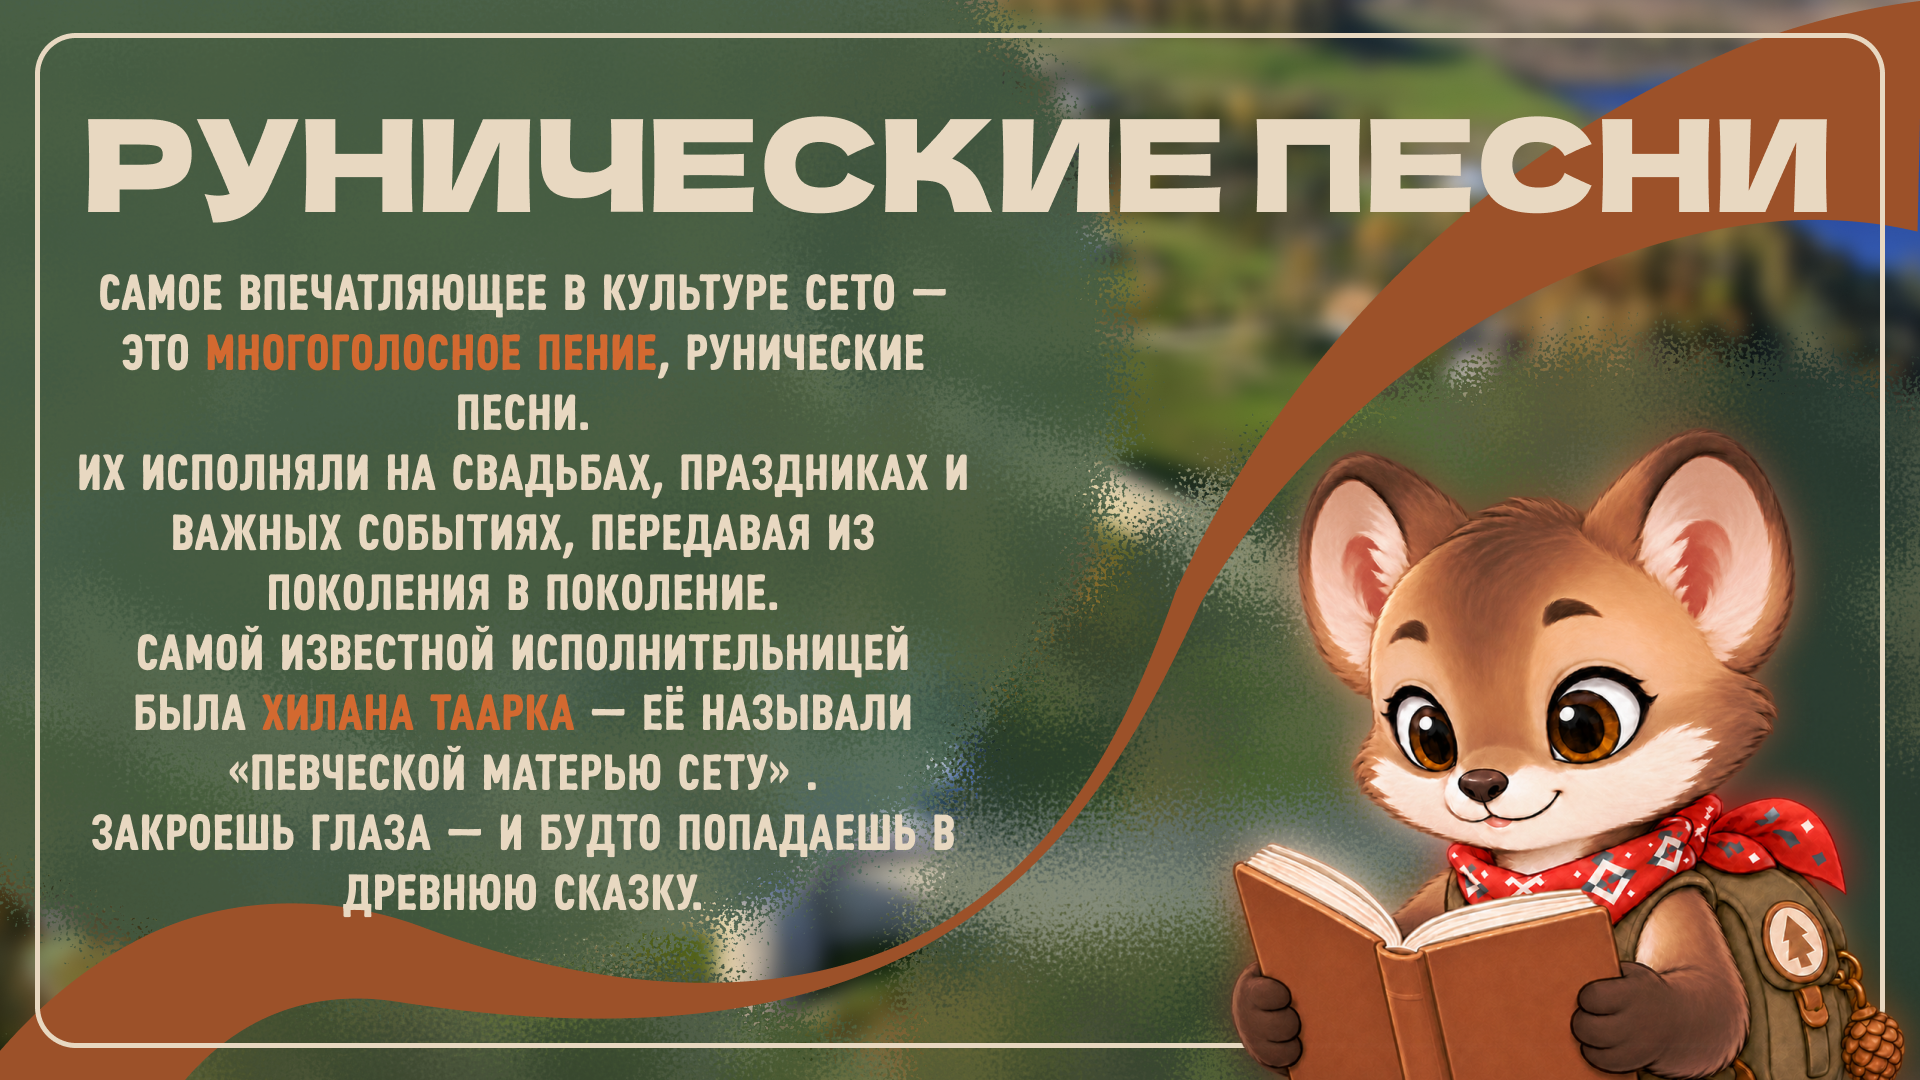 РУНИЧЕСКИЕ ПЕСНИ
САМОЕ ВПЕЧАТЛЯЮЩЕЕ В КУЛЬТУРЕ СЕТО —
ЭТО МНОГОГОЛОСНОЕ ПЕНИЕ, РУНИЧЕСКИЕ
ПЕСНИ.
ИХ ИСПОЛНЯЛИ НА СВАДЬБАХ, ПРАЗДНИКАХ И
ВАЖНЫХ СОБЫТИЯХ, ПЕРЕДАВАЯ ИЗ
ПОКОЛЕНИЯ В ПОКОЛЕНИЕ.
САМОЙ ИЗВЕСТНОЙ ИСПОЛНИТЕЛЬНИЦЕЙ
БЫЛА ХИЛАНА ТААРКА — ЕЁ НАЗЫВАЛИ
«ПЕВЧЕСКОЙ МАТЕРЬЮ СЕТУ» .
ЗАКРОЕШЬ ГЛАЗА — И БУДТО ПОПАДАЕШЬ В
ДРЕВНЮЮ СКАЗКУ.